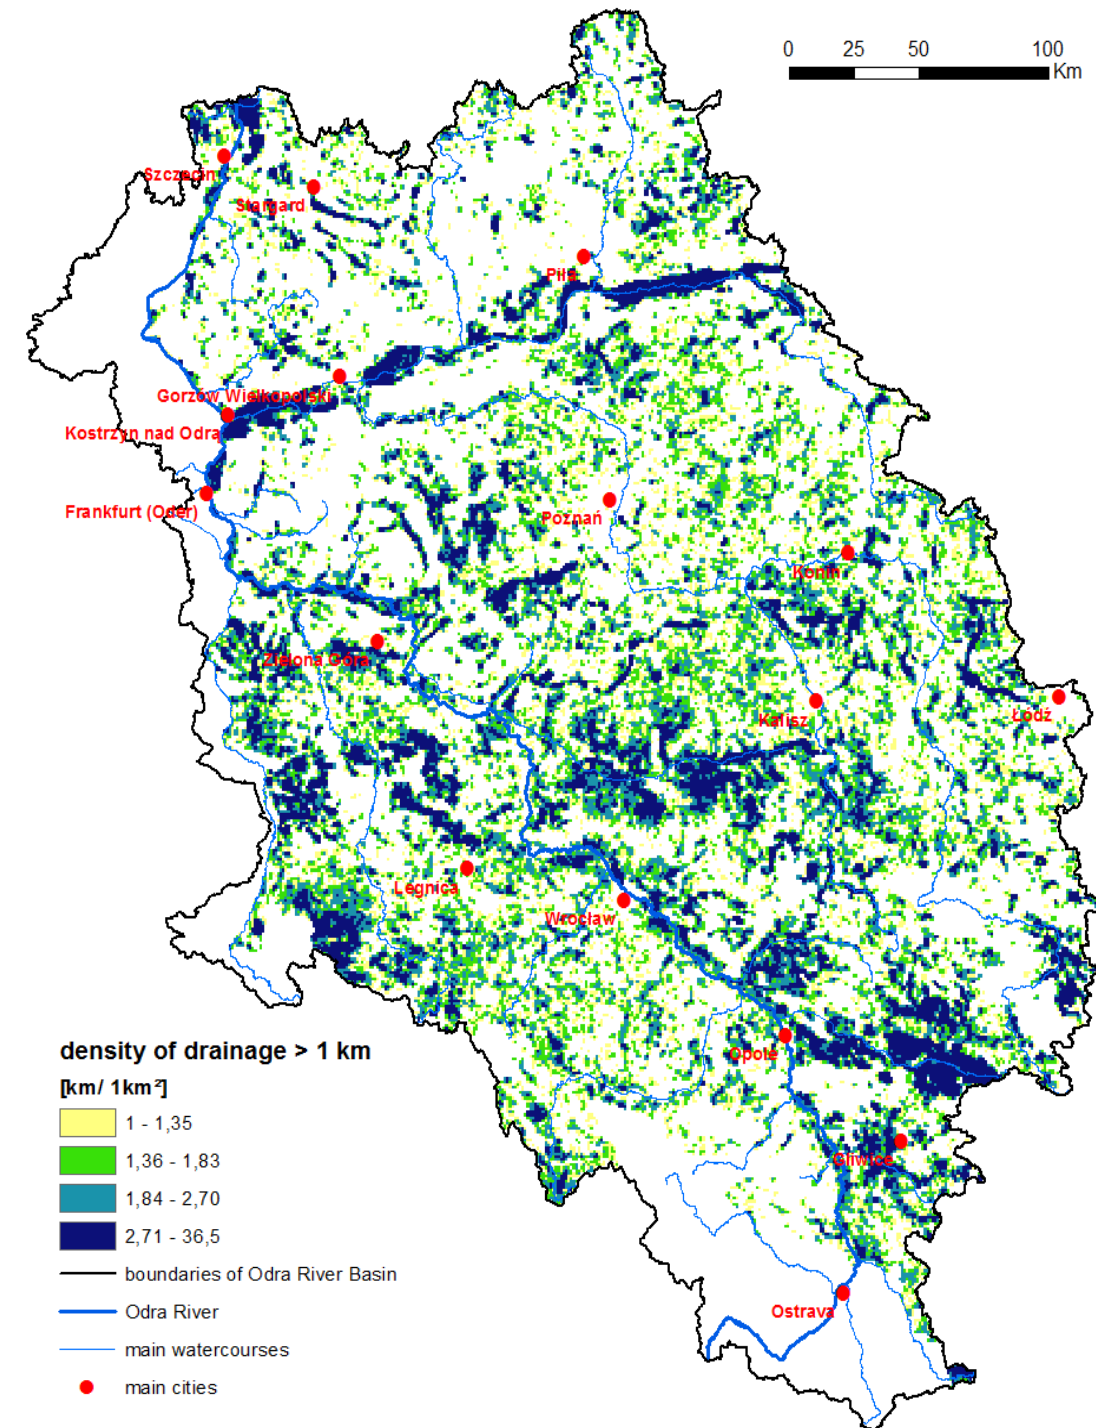 0 25 50 100
Km
Szczecin
Stargard
Piła
Gorzów Wielkopolski
Kostrzyn nad Odrą
Frankfurt (Oder)
Poznań
Konin
Zielona Góra
Kalisz
Łódź
Legnica
Wrocław
Opole
Gliwice
Ostrava
density of drainage > 1 km
[km/ 1km²]
1 - 1,35
1,36 - 1,83
1,84 - 2,70
2,71 - 36,5
boundaries of Odra River Basin
Odra River
main watercourses
main cities